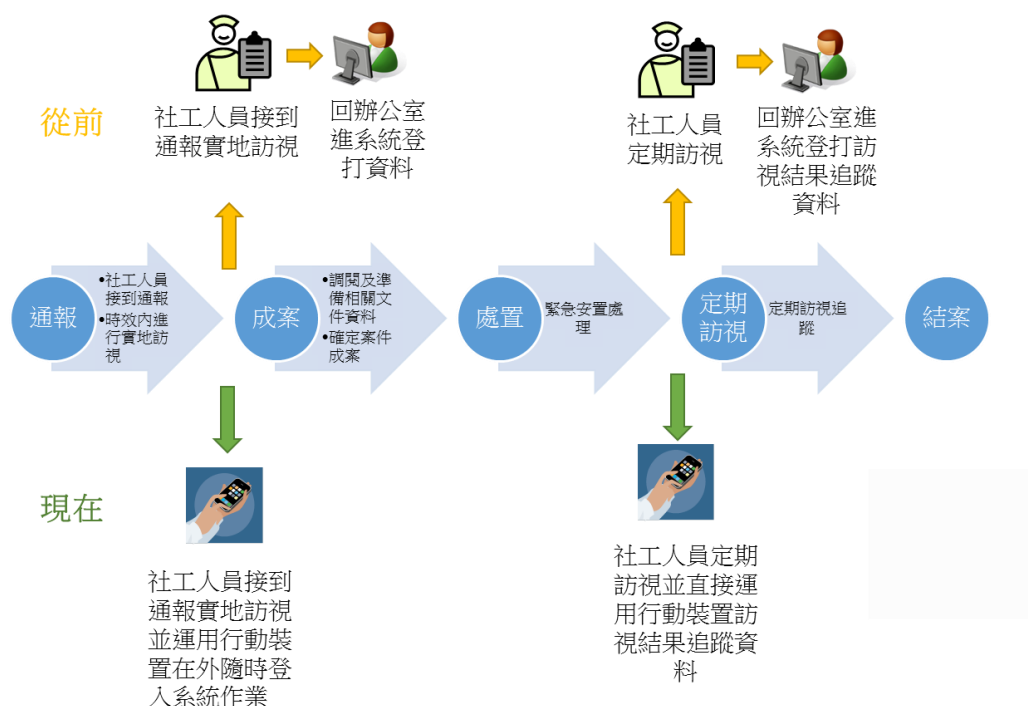 從前
社工人員接到
通報實地訪視
回辦公室
進系統登
打資料
社工人員
定期訪視
回辦公室進
系統登打訪
視結果追蹤
資料
通報
•社工人員
接到通報
•時效內進
行實地訪
視
成案
•調閱及準
備相關文
件資料
•確定案件
成案
處置
緊急安置處
理
定期
訪視
定期訪視追
蹤
結案
現在
社工人員接到
通報實地訪視
並運用行動裝
置在外隨時登
入系統作業
社工人員定期
訪視並直接運
用行動裝置訪
視結果追蹤資
料